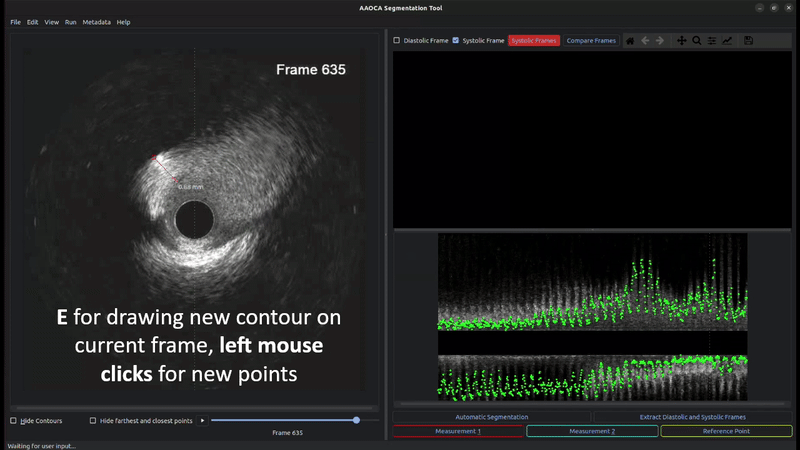 AAOCA Segmentation Tool
File Edit View Run Metadata Help
Diastolic Frame Systolic Frame Systolic Frames Compare Frames
Frame 635
0.68 mm
E for drawing new contour on
current frame, left mouse
clicks for new points
Hide Contours Hide farthest and closest points
Frame 635
Automatic Segmentation Extract Diastolic and Systolic Frames
Measurement 1 Measurement 2 Reference Point
Waiting for user input...